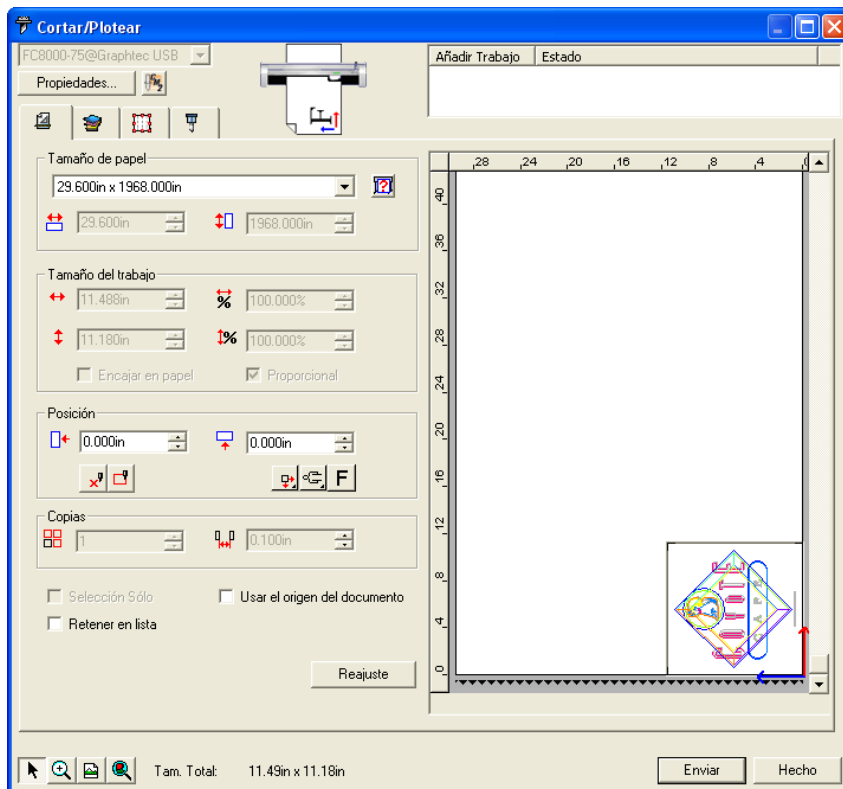 Cortar/Plotear
FC8000-75@Graphtec USB
Propiedades...
Añadir Trabajo Estado
Tamaño de papel
29.600in x 1968.000in
29.600in 1968.000in
Tamaño del trabajo
11.488in % 100.000%
11.180in % 100.000%
Encajar en papel Proporcional
Posición
0.000in 0.000in
F
Copias
1 0.100in
Selección Sólo Usar el origen del documento
Retener en lista
Reajuste
28 24 20 16 12 8 4 0
40
36
32
28
24
20
16
12
8
4
0
Tam. Total: 11.49in x 11.18in
Enviar Hecho